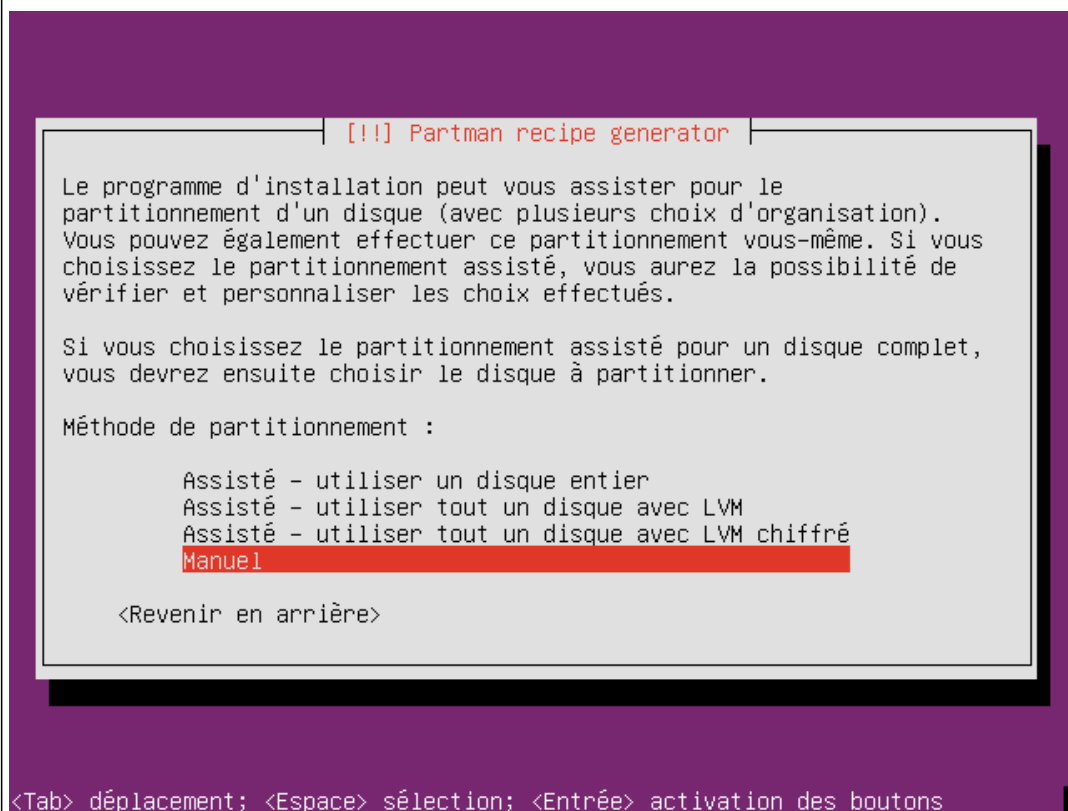 [!!] Partman recipe generator
Le programme d'installation peut vous assister pour le
partitionnement d'un disque (avec plusieurs choix d'organisation).
Vous pouvez également effectuer ce partitionnement vous-même. Si vous
choisissez le partitionnement assisté, vous aurez la possibilité de
vérifier et personnaliser les choix effectués.
Si vous choisissez le partitionnement assisté pour un disque complet,
vous devrez ensuite choisir le disque à partitionner.
Méthode de partitionnement :
Assisté - utiliser un disque entier
Assisté - utiliser tout un disque avec LVM
Assisté - utiliser tout un disque avec LVM chiffré
Manuel
<Revenir en arrière>
<Tab> déplacement; <Espace> sélection; <Entrée> activation des boutons